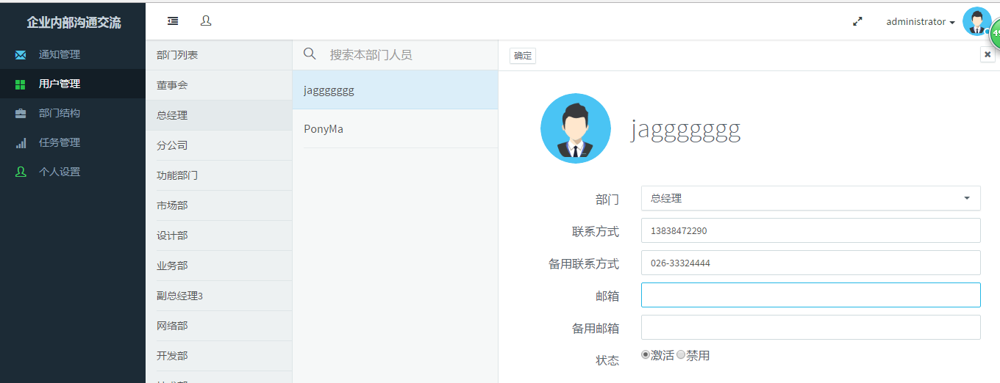 企业内部沟通交流
administrator
49
通知管理
用户管理
部门结构
任务管理
个人设置
部门列表
董事会
总经理
分公司
功能部门
市场部
设计部
业务部
副总经理3
网络部
开发部
搜索本部门人员
jaggggggg
PonyMa
确定
jaggggggg
部门 总经理
联系方式 13838472290
备用联系方式 026-33324444
邮箱
备用邮箱
状态 激活 禁用